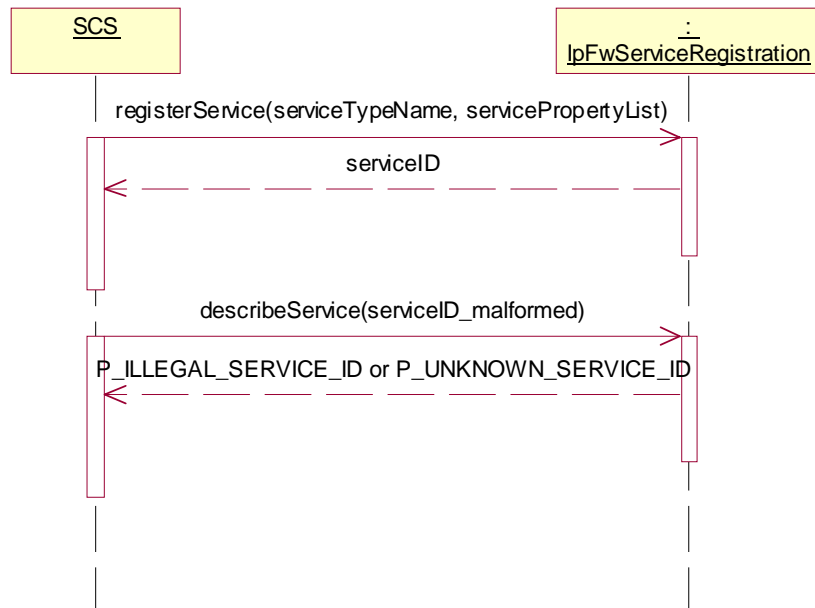 SCS
:
IpFwServiceRegistration
registerService(serviceTypeName, servicePropertyList)
serviceID
describeService(serviceID_malformed)
P_ILLEGAL_SERVICE_ID or P_UNKNOWN_SERVICE_ID